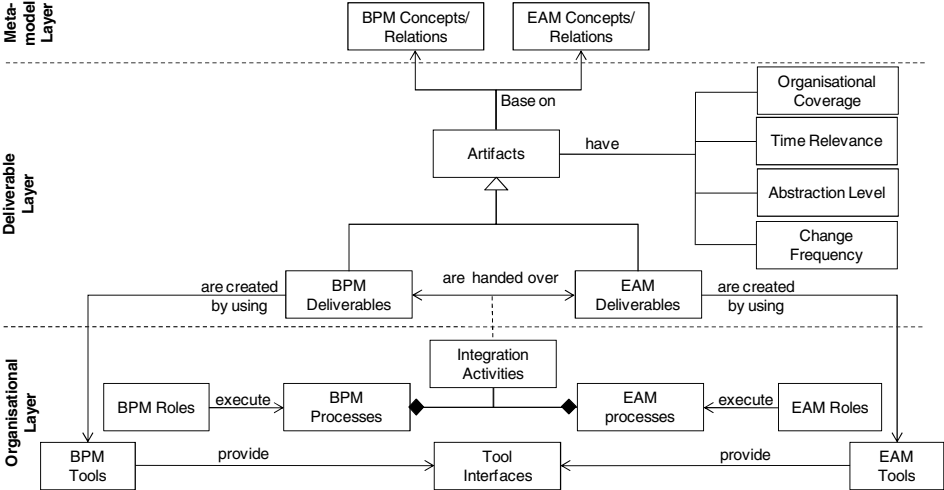 Meta-
model
Layer
BPM Concepts/
Relations
EAM Concepts/
Relations
Deliverable
Layer
Base on
Artifacts
have
Organisational
Coverage
Time Relevance
Abstraction Level
Change
Frequency
are created
by using
BPM
Deliverables
are handed over
EAM
Deliverables
are created
by using
Organisational
Layer
Integration
Activities
BPM Roles
execute
BPM
Processes
EAM
processes
execute
EAM Roles
BPM
Tools
provide
Tool
Interfaces
provide
EAM
Tools